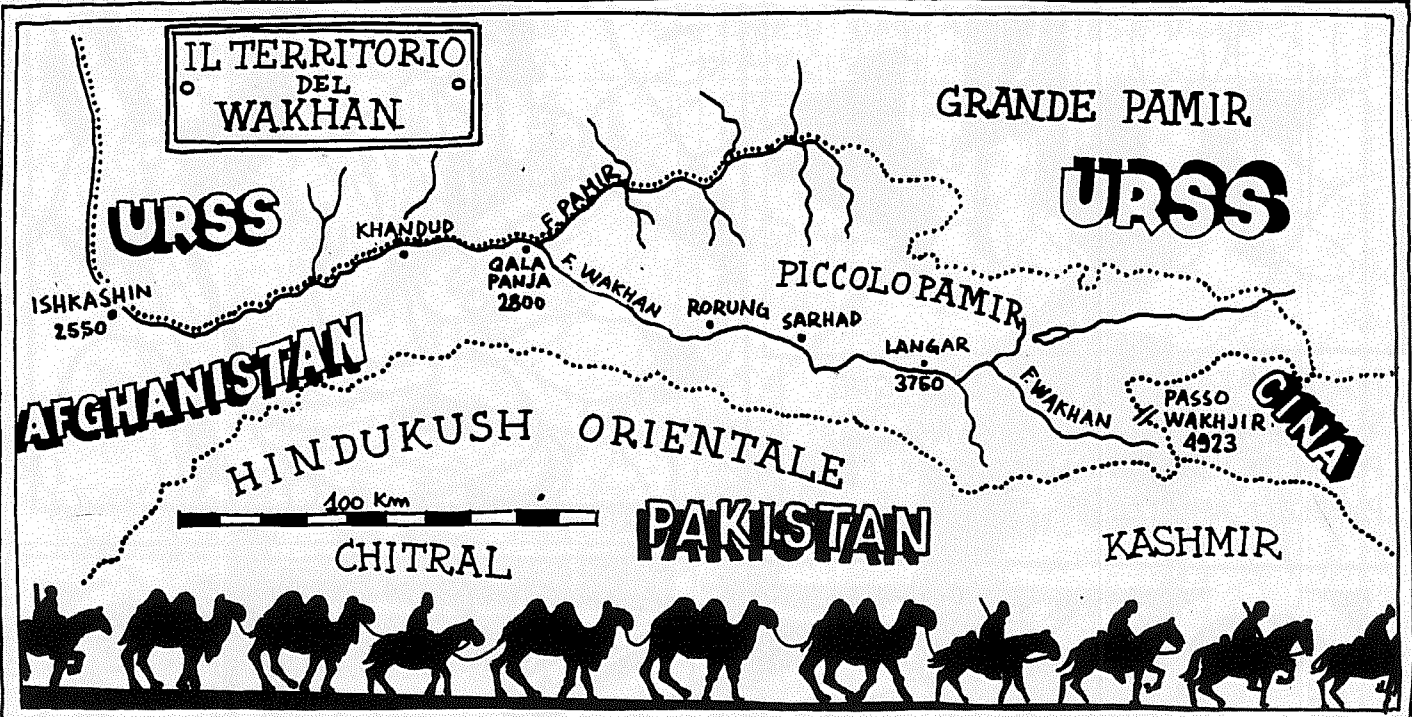 IL TERRITORIO
DEL
WAKHAN
GRANDE PAMIR
URSS
URSS
KHANDUD
F. PAMIR
QALA
PANJA
2800
F. WAKHAN
PICCOLO PAMIR
ISHKASHIN
2550
RORUNG
SARHAD
LANGAR
3750
F. WAKHAN
PASSO
WAKHJIR
4923
CINA
AFGHANISTAN
HINDUKUSH ORIENTALE
100 Km
PAKISTAN
CHITRAL
KASHMIR